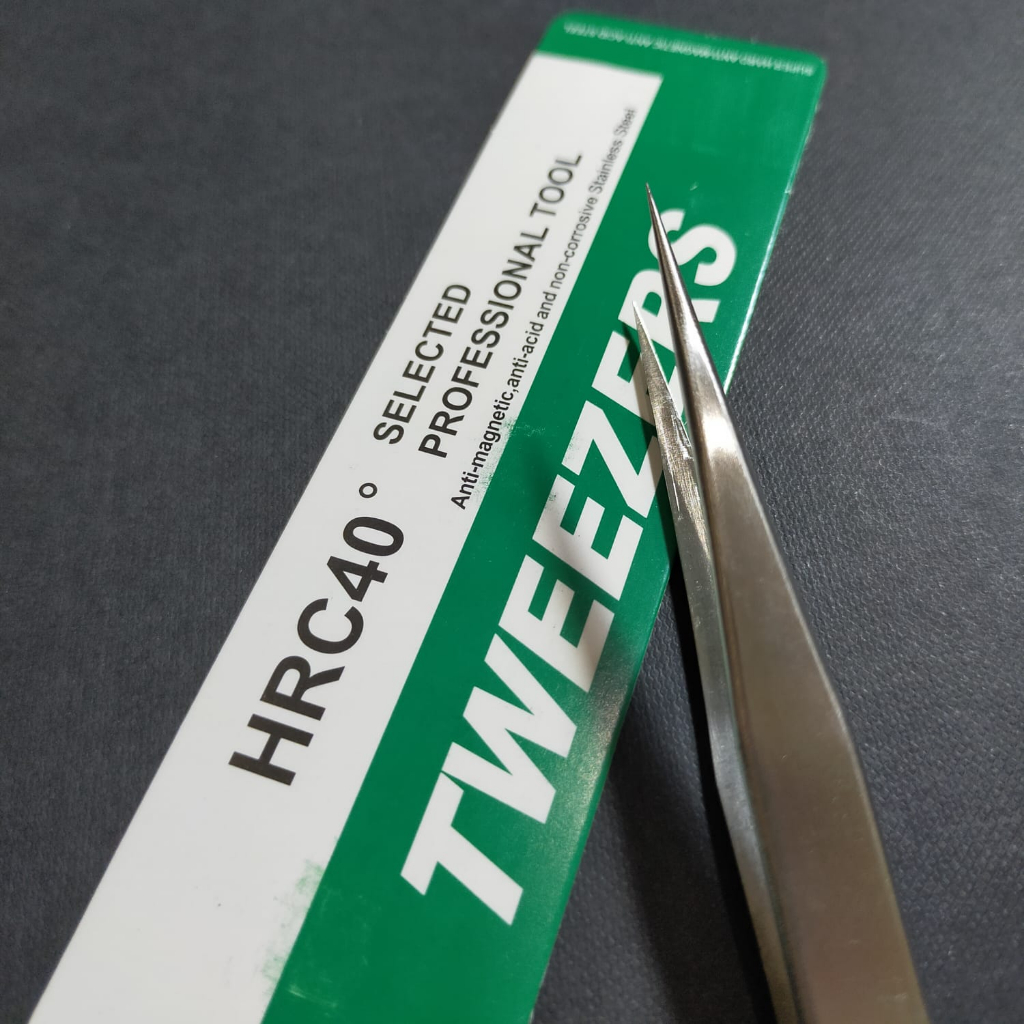 HRC40°
SELECTED
PROFESSIONAL TOOL
Anti-magnetic,anti-acid and non-corrosive Stainless Steel
TWEEZERS